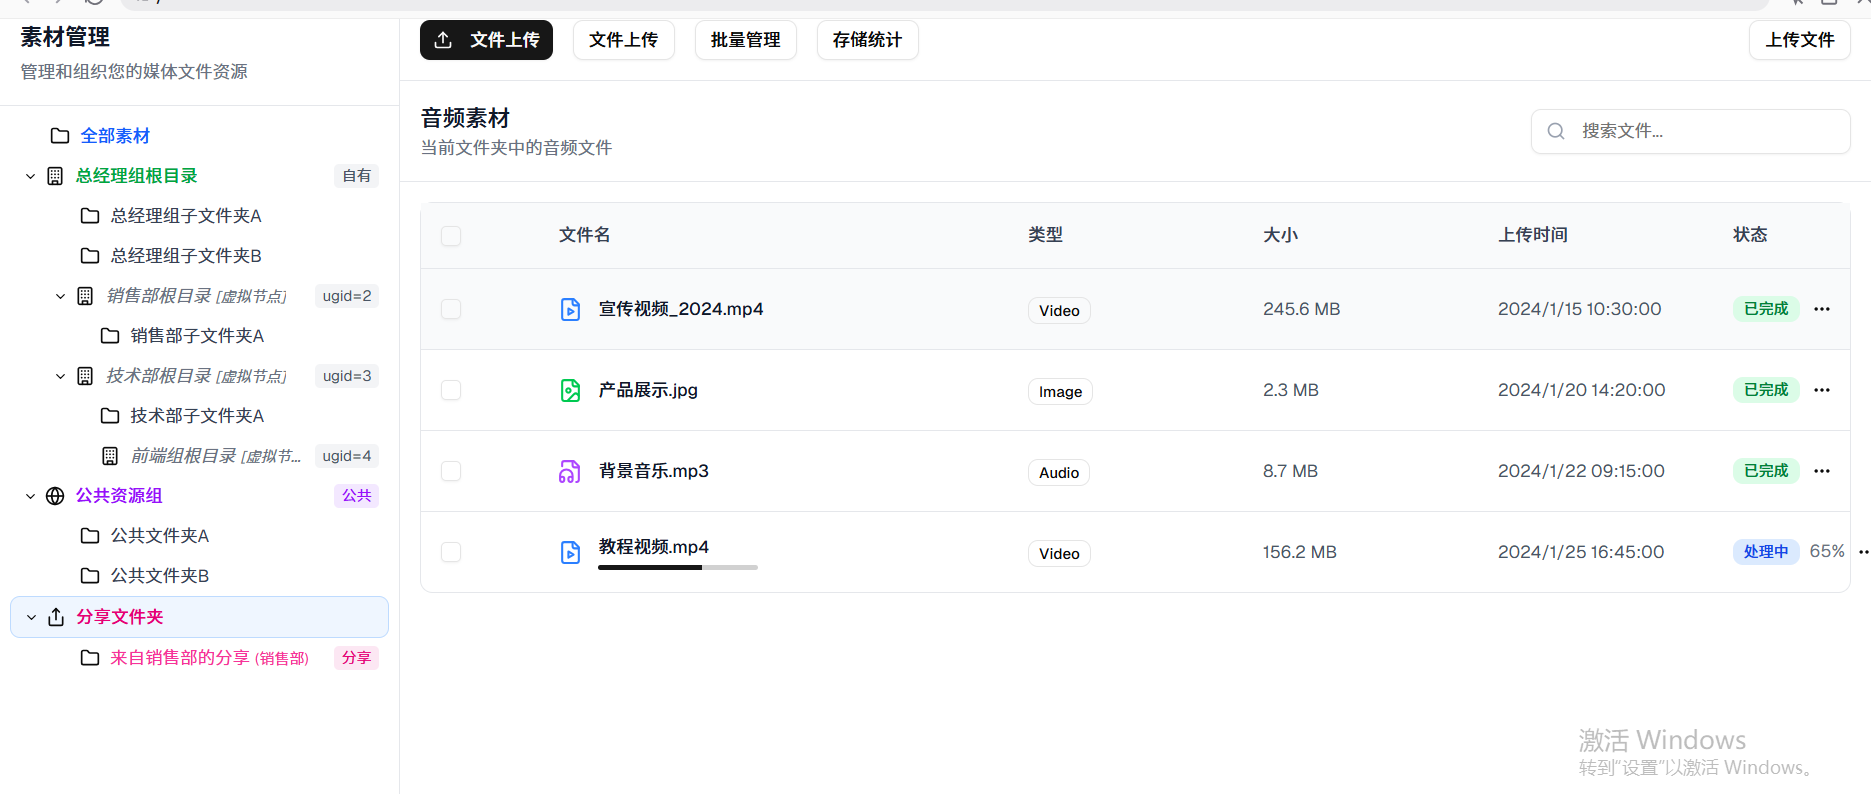 素材管理
管理和组织您的媒体文件资源
全部素材
总经理组根目录 自有
总经理组子文件夹A
总经理组子文件夹B
销售部根目录 [虚拟节点] ugid=2
销售部子文件夹A
技术部根目录 [虚拟节点] ugid=3
技术部子文件夹A
前端组根目录 [虚拟节... ugid=4
公共资源组 公共
公共文件夹A
公共文件夹B
分享文件夹
来自销售部的分享 (销售部) 分享
文件上传 文件上传 批量管理 存储统计 上传文件
音频素材
当前文件夹中的音频文件
搜索文件...
文件名 类型 大小 上传时间 状态
宣传视频_2024.mp4 Video 245.6 MB 2024/1/15 10:30:00 已完成
产品展示.jpg Image 2.3 MB 2024/1/20 14:20:00 已完成
背景音乐.mp3 Audio 8.7 MB 2024/1/22 09:15:00 已完成
教程视频.mp4 Video 156.2 MB 2024/1/25 16:45:00 处理中 65%
激活 Windows
转到"设置"以激活 Windows。